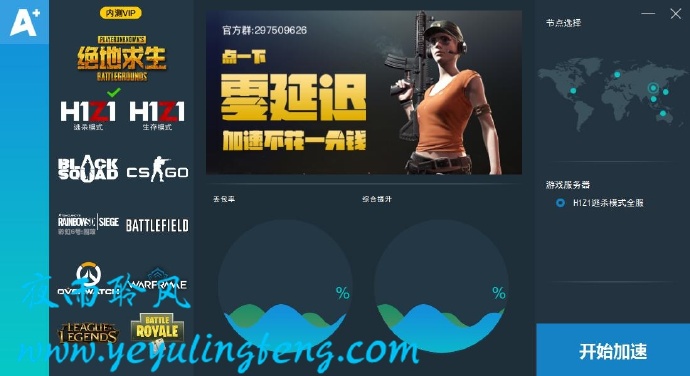 A+
内测VIP
PLAYERUNKNOWN'S
绝地求生
BATTLEGROUNDS
H1Z1
逃杀模式
H1Z1
生存模式
BLACK SQUAD
CS GO
RAINBOW SIX SIEGE
彩虹6号:围攻
BATTLEFIELD
OVERWATCH
WARFRAME
LEAGUE of LEGENDS
BATTLE ROYALE
官方群:297509626
点一下
零延迟
加速不花一分钱
丢包率
综合提升
%
%
节点选择
游戏服务器
H1Z1逃杀模式全服
开始加速
夜雨聆风
www.yeyulingfeng.com